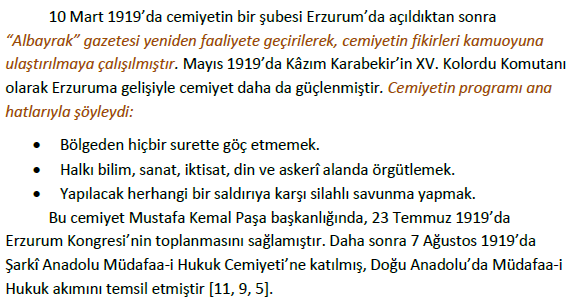 10 Mart 1919’da cemiyetin bir şubesi Erzurum’da açıldıktan sonra
“Albayrak” gazetesi yeniden faaliyete geçirilerek, cemiyetin fikirleri kamuoyuna
ulaştırılmaya çalışılmıştır. Mayıs 1919’da Kâzım Karabekir’in XV. Kolordu Komutanı
olarak Erzuruma gelişiyle cemiyet daha da güçlenmiştir. Cemiyetin programı ana
hatlarıyla şöyleydi:
• Bölgeden hiçbir surette göç etmemek.
• Halkı bilim, sanat, iktisat, din ve askerî alanda örgütlemek.
• Yapılacak herhangi bir saldırıya karşı silahlı savunma yapmak.
Bu cemiyet Mustafa Kemal Paşa başkanlığında, 23 Temmuz 1919’da
Erzurum Kongresi’nin toplanmasını sağlamıştır. Daha sonra 7 Ağustos 1919’da
Şarkî Anadolu Müdafaa-i Hukuk Cemiyeti’ne katılmış, Doğu Anadolu’da Müdafaa-i
Hukuk akımını temsil etmiştir [11, 9, 5].